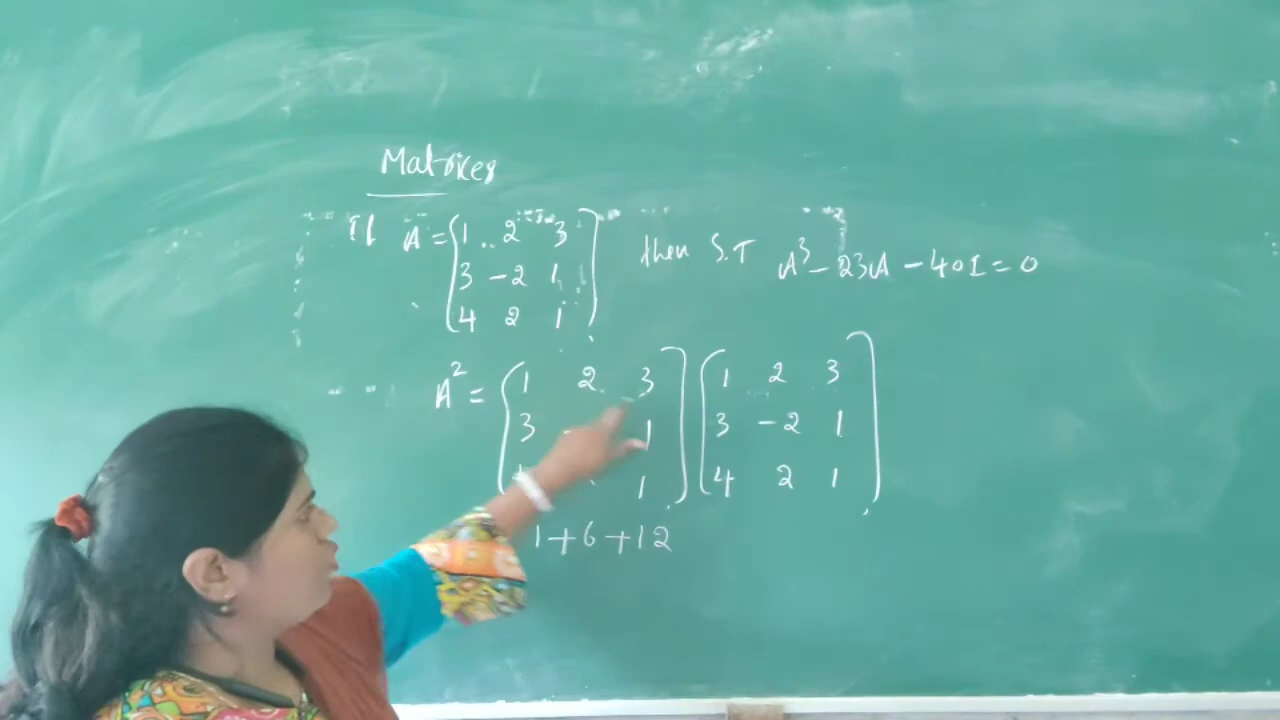 Matrices
If A = [1 2 3] then S.T A³ - 23A - 40I = 0
[3 -2 1]
[4 2 1]
A² = [1 2 3] [1 2 3]
[3 1] [3 -2 1]
[1] [4 2 1]
1+6+12